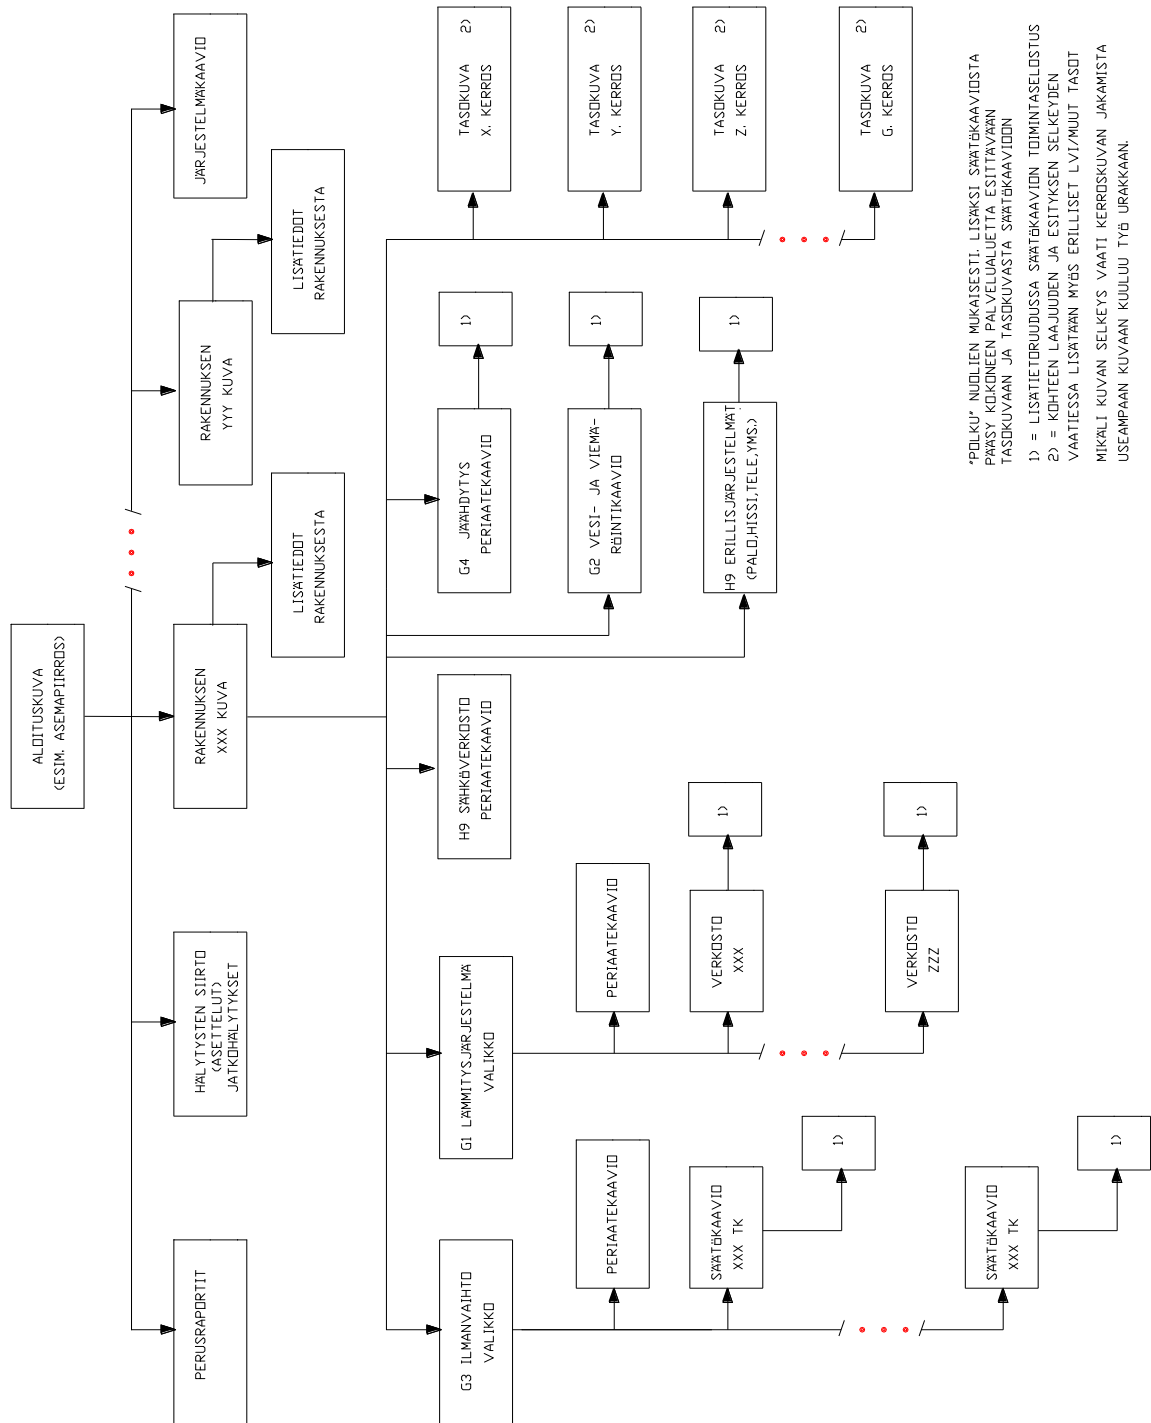 ALOITUSKUVA
(ESIM. ASEMAPIIRROS)
PERUSRAPORTIT
HÄLYTYSTEN SIIRTO
(ASETTELUT)
JATKOHÄLYTYKSET
RAKENNUKSEN
XXX KUVA
RAKENNUKSEN
YYY KUVA
JÄRJESTELMÄKAAVIO
LISÄTIEDOT
RAKENNUKSESTA
LISÄTIEDOT
RAKENNUKSESTA
G3 ILMANVAIHTO
VALIKKO
G1 LÄMMITYSJÄRJESTELMÄ
VALIKKO
H9 SÄHKÖVERKOSTO
PERIAATEKAAVIO
G4 JÄÄHDYTYS
PERIAATEKAAVIO
1)
TASOKUVA 2)
X. KERROS
PERIAATEKAAVIO
PERIAATEKAAVIO
G2 VESI- JA VIEMÄ-
RÖINTIKAAVIO
1)
TASOKUVA 2)
Y. KERROS
SÄÄTÖKAAVIO
XXX TK
1)
VERKOSTO
XXX
1)
H9 ERILLISJÄRJESTELMÄT
(PALO,HISSI,TELE,YMS.)
1)
TASOKUVA 2)
Z. KERROS
VERKOSTO
ZZZ
1)
TASOKUVA 2)
G. KERROS
SÄÄTÖKAAVIO
XXX TK
1)
"POLKU" NUOLIEN MUKAISESTI. LISÄKSI SÄÄTÖKAAVIOSTA
PÄÄSY KO.KONEEN PALVELUALUETTA ESITTÄVÄÄN
TASOKUVAAN JA TASOKUVASTA SÄÄTÖKAAVIOON
1) = LISÄTIETORUUDUSSA SÄÄTÖKAAVION TOIMINTASELOSTUS
2) = KOHTEEN LAAJUUDEN JA ESITYKSEN SELKEYDEN
VAATIESSA LISÄTÄÄN MYÖS ERILLISET LVI/MUUT TASOT
MIKÄLI KUVAN SELKEYS VAATI KERROSKUVAN JAKAMISTA
USEAMPAAN KUVAAN KUULUU TYÖ URAKKAAN.